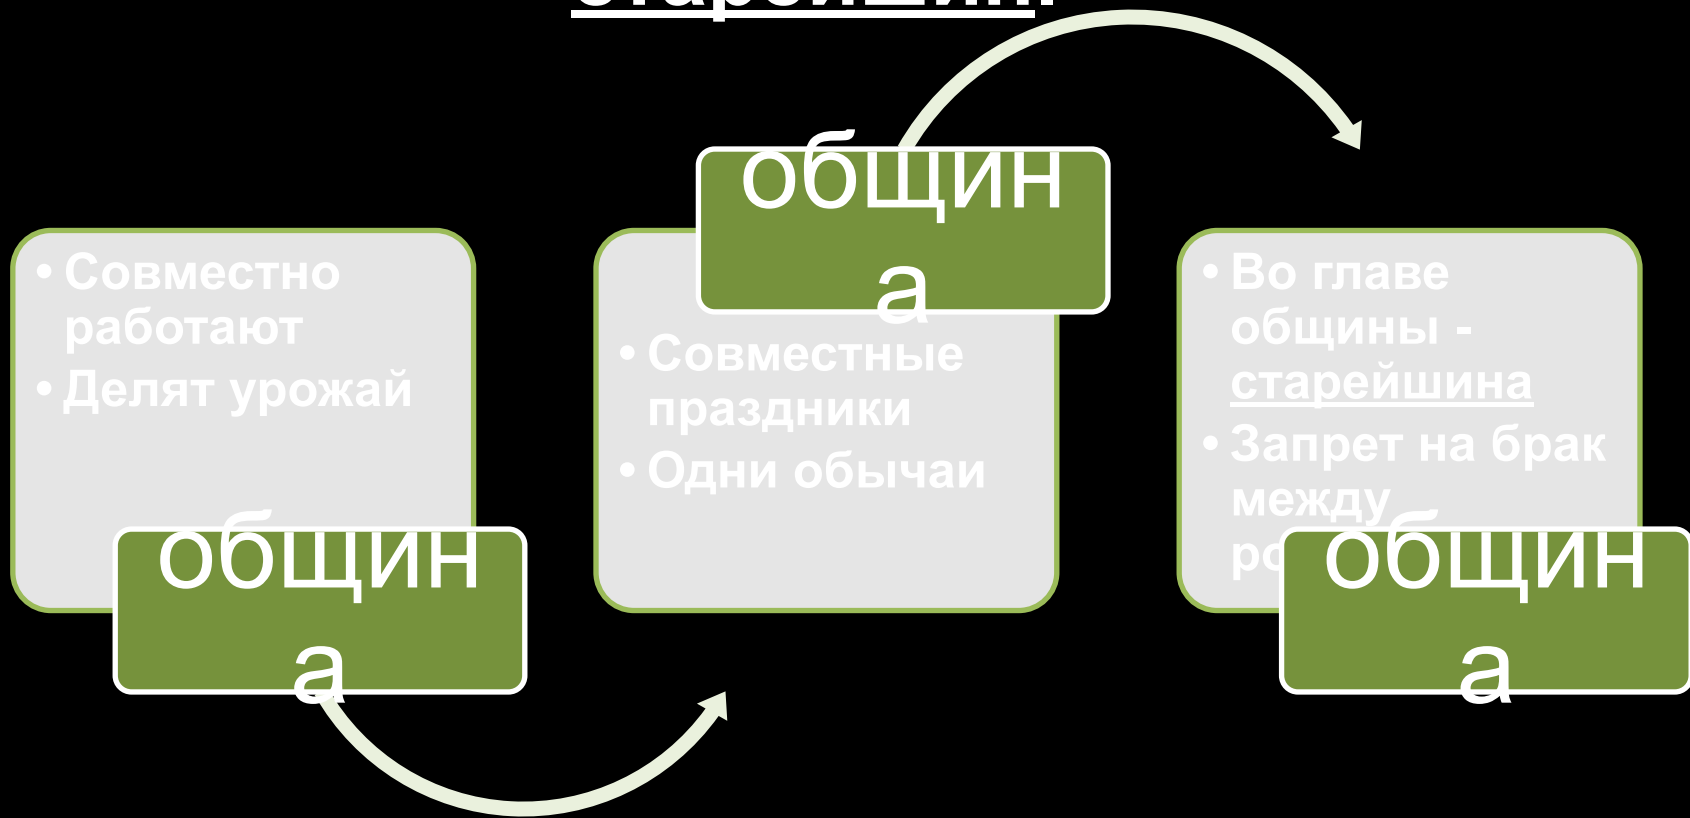 • Совместно
работают
• Делят урожай
общин
а
общин
а
• Совместные
праздники
• Одни обычаи
• Во главе
общины -
старейшина
• Запрет на брак
между
общин
а